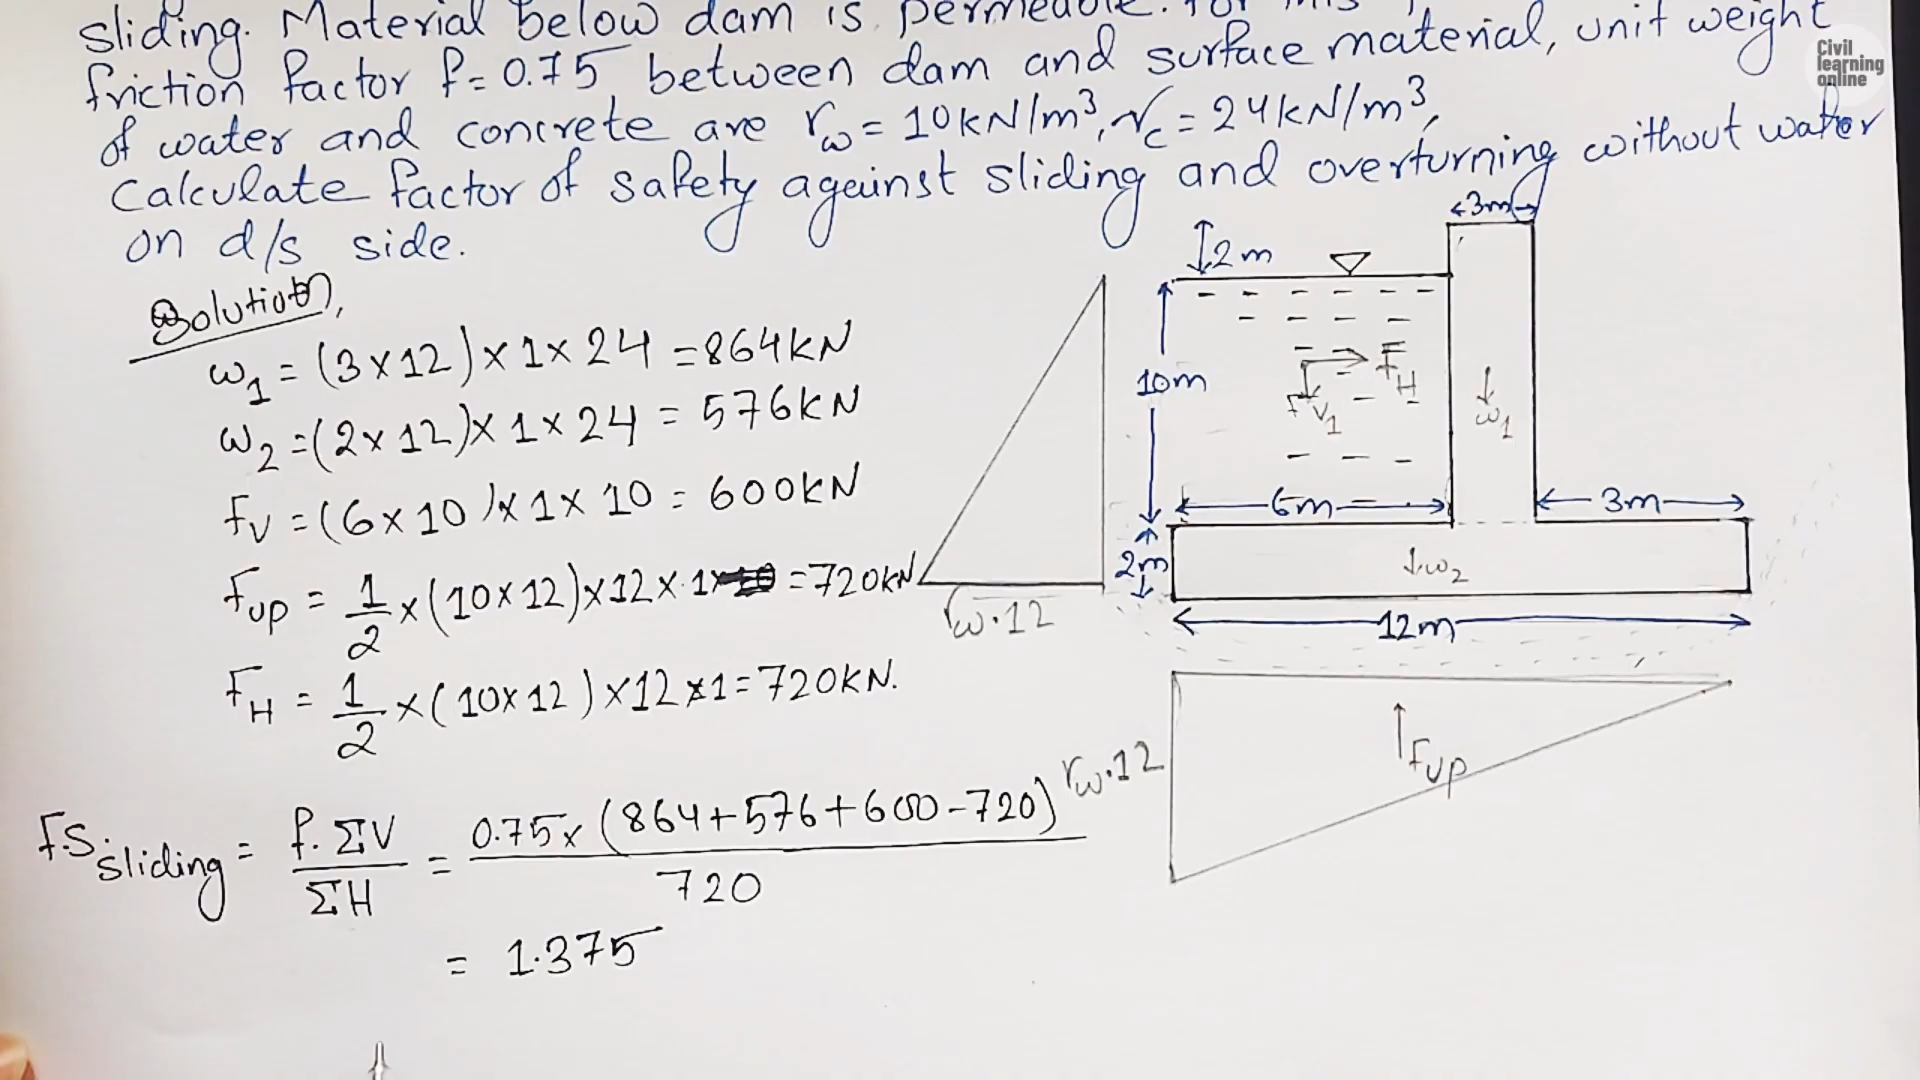 sliding. Material below dam is permeable. For this
friction factor f = 0.75 between dam and surface material, unit weight
of water and concrete are rw = 10kN/m³, rc = 24kN/m³,
Calculate factor of safety against sliding and overturning without water
on d/s side.
Solution,
w1 = (3×12)×1×24 = 864kN
w2 = (2×12)×1×24 = 576kN
Fv = (6×10)×1×10 = 600kN
Fup = 1/2 × (10×12)×12×1 = 720kN
FH = 1/2 × (10×12)×12×1 = 720kN.
F.S.sliding = f.ΣV/ΣH = 0.75×(864+576+600-720)/720
= 1.375
3m
2m
10m
FH
Fv1
w1
6m
3m
2m
w2
12m
rw.12
rw.12
Fup
Civil
learning
online